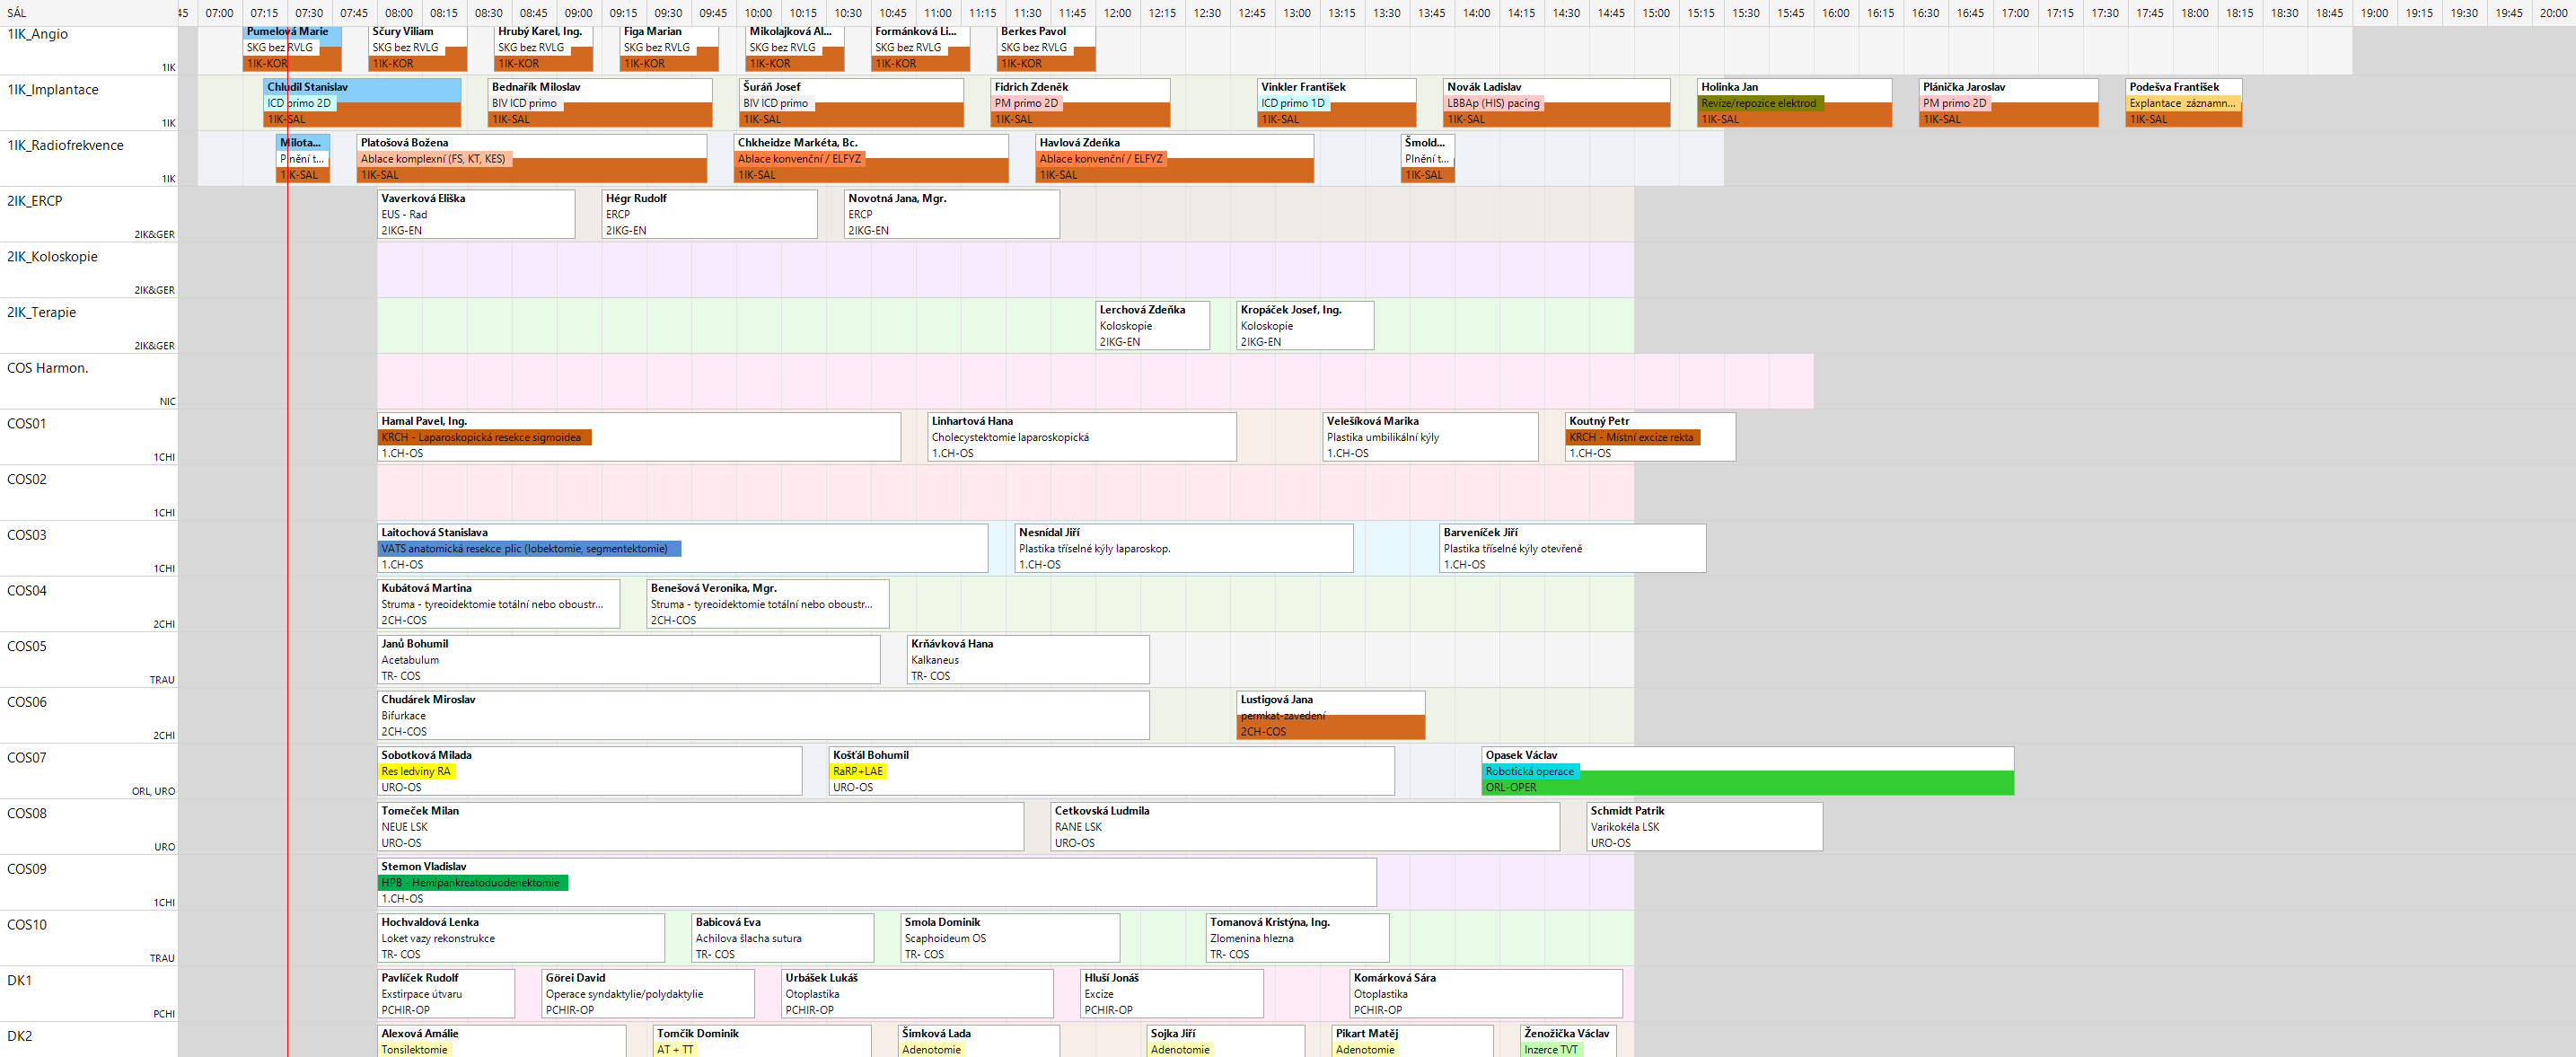 SÁL 45 07:00 07:15 07:30 07:45 08:00 08:15 08:30 08:45 09:00 09:15 09:30 09:45 10:00 10:15 10:30 10:45 11:00 11:15 11:30 11:45 12:00 12:15 12:30 12:45 13:00 13:15 13:30 13:45 14:00 14:15 14:30 14:45 15:00 15:15 15:30 15:45 16:00 16:15 16:30 16:45 17:00 17:15 17:30 17:45 18:00 18:15 18:30 18:45 19:00 19:15 19:30 19:45 20:00
1IK_Angio Pumelová Marie Sčury Viliam Hrubý Karel, Ing. Figa Marian Mikolajková Al... Formánková Li... Berkes Pavol
SKG bez RVLG SKG bez RVLG SKG bez RVLG SKG bez RVLG SKG bez RVLG SKG bez RVLG SKG bez RVLG
1IK 1IK-KOR 1IK-KOR 1IK-KOR 1IK-KOR 1IK-KOR 1IK-KOR 1IK-KOR
1IK_Implantace Chludil Stanislav Bednařík Miloslav Šuráň Josef Fidrich Zdeněk Vinkler František Novák Ladislav Holinka Jan Plánička Jaroslav Podešva František
ICD primo 2D BIV ICD primo BIV ICD primo PM primo 2D ICD primo 1D LBBAp (HIS) pacing Revize/repozice elektrod PM primo 2D Explantace záznamn...
1IK 1IK-SAL 1IK-SAL 1IK-SAL 1IK-SAL 1IK-SAL 1IK-SAL 1IK-SAL 1IK-SAL 1IK-SAL
1IK_Radiofrekvence Milota... Platošová Božena Chkheidze Markéta, Bc. Havlová Zdeňka Šmold...
Plnění t... Ablace komplexní (FS, KT, KES) Ablace konvenční / ELFYZ Ablace konvenční / ELFYZ Plnění t...
1IK 1IK-SAL 1IK-SAL 1IK-SAL 1IK-SAL 1IK-SAL
2IK_ERCP Vaverková Eliška Hégr Rudolf Novotná Jana, Mgr.
EUS - Rad ERCP ERCP
2IK&GER 2IKG-EN 2IKG-EN 2IKG-EN
2IK_Koloskopie
2IK&GER
2IK_Terapie Lerchová Zdeňka Kropáček Josef, Ing.
Koloskopie Koloskopie
2IK&GER 2IKG-EN 2IKG-EN
COS Harmon.
NIC
COS01 Hamal Pavel, Ing. Linhartová Hana Velešíková Marika Koutný Petr
KRCH - Laparoskopická resekce sigmoidea Cholecystektomie laparoskopická Plastika umbilikální kýly KRCH - Místní excize rekta
1CHI 1.CH-OS 1.CH-OS 1.CH-OS 1.CH-OS
COS02
1CHI
COS03 Laitochová Stanislava Nesnídal Jiří Barveníček Jiří
VATS anatomická resekce plic (lobektomie, segmentektomie) Plastika tříselné kýly laparoskop. Plastika tříselné kýly otevřeně
1CHI 1.CH-OS 1.CH-OS 1.CH-OS
COS04 Kubátová Martina Benešová Veronika, Mgr.
Struma - tyreoidektomie totální nebo oboustr... Struma - tyreoidektomie totální nebo oboustr...
2CHI 2CH-COS 2CH-COS
COS05 Janů Bohumil Krňávková Hana
Acetabulum Kalkaneus
TRAU TR- COS TR- COS
COS06 Chudárek Miroslav Lustigová Jana
Bifurkace permkat-zavedení
2CHI 2CH-COS 2CH-COS
COS07 Sobotková Milada Košťál Bohumil Opasek Václav
Res ledviny RA RaRP+LAE Robotická operace
ORL, URO URO-OS URO-OS ORL-OPER
COS08 Tomeček Milan Cetkovská Ludmila Schmidt Patrik
NEUE LSK RANE LSK Varikokéla LSK
URO URO-OS URO-OS URO-OS
COS09 Stemon Vladislav
HPB - Hemipankreatoduodenektomie
1CHI 1.CH-OS
COS10 Hochvaldová Lenka Babicová Eva Smola Dominik Tomanová Kristýna, Ing.
Loket vazy rekonstrukce Achilova šlacha sutura Scaphoideum OS Zlomenina hlezna
TRAU TR- COS TR- COS TR- COS TR- COS
DK1 Pavlíček Rudolf Görei David Urbášek Lukáš Hluší Jonáš Komárková Sára
Exstirpace útvaru Operace syndaktylie/polydaktylie Otoplastika Excize Otoplastika
PCHI PCHIR-OP PCHIR-OP PCHIR-OP PCHIR-OP PCHIR-OP
DK2 Alexová Amálie Tomčik Dominik Šimková Lada Sojka Jiří Pikart Matěj Ženožička Václav
Tonsilektomie AT + TT Adenotomie Adenotomie Adenotomie Inzerce TVT